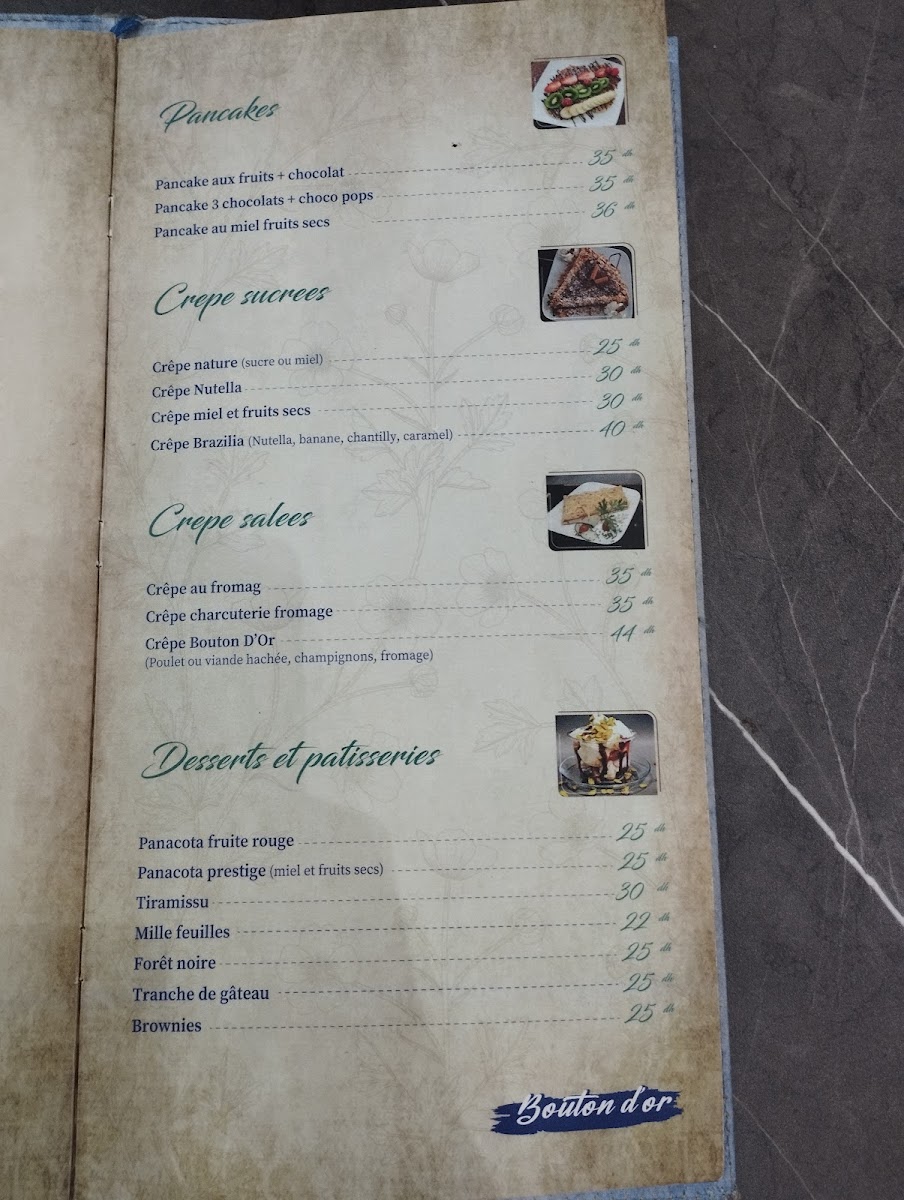 Pancakes
Pancake aux fruits + chocolat 35 dh
Pancake 3 chocolats + choco pops 35 dh
Pancake au miel fruits secs 36 dh
Crepe sucrees
Crêpe nature (sucre ou miel) 25 dh
Crêpe Nutella 30 dh
Crêpe miel et fruits secs 30 dh
Crêpe Brazilia (Nutella, banane, chantilly, caramel) 40 dh
Crepe salees
Crêpe au fromag 35 dh
Crêpe charcuterie fromage 35 dh
Crêpe Bouton D'Or 44 dh
(Poulet ou viande hachée, champignons, fromage)
Desserts et patisseries
Panacota fruite rouge 25 dh
Panacota prestige (miel et fruits secs) 25 dh
Tiramissu 30 dh
Mille feuilles 22 dh
Forêt noire 25 dh
Tranche de gâteau 25 dh
Brownies 25 dh
Bouton d'or